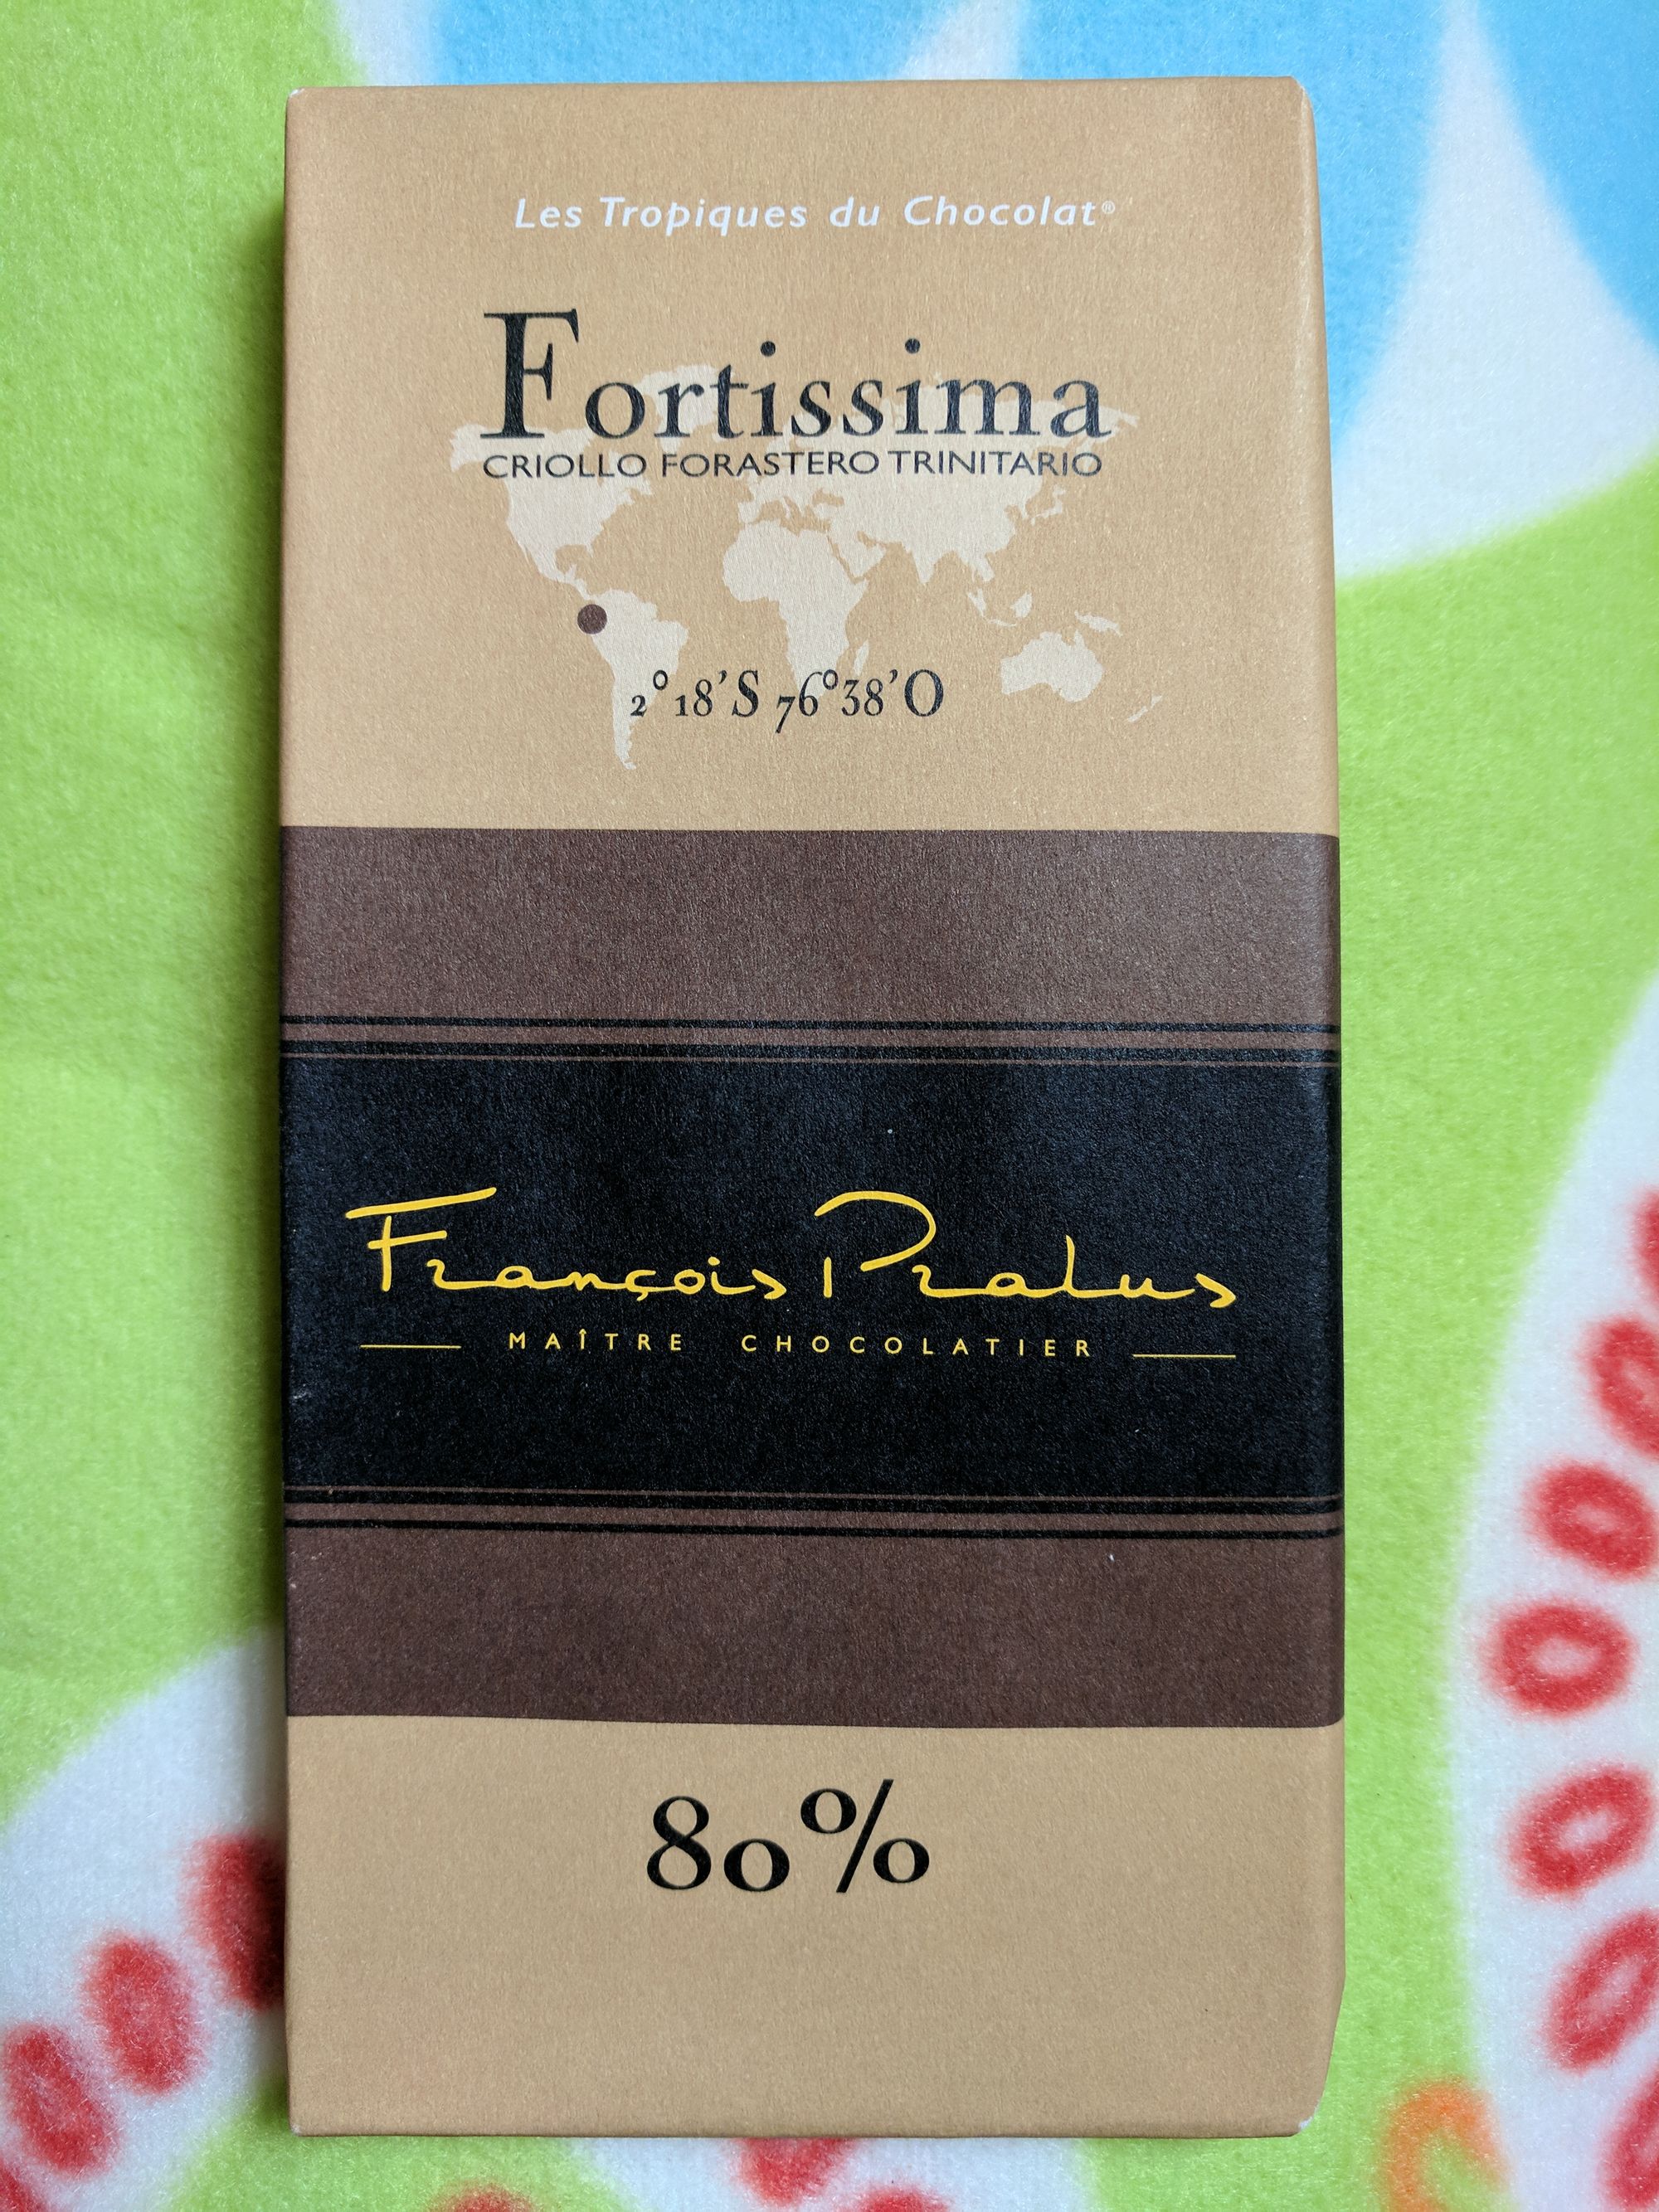 Les Tropiques du Chocolat®
Fortissima
CRIOLLO FORASTERO TRINITARIO
2°18'S 76°38'O
François Pralus
MAÎTRE CHOCOLATIER
80%